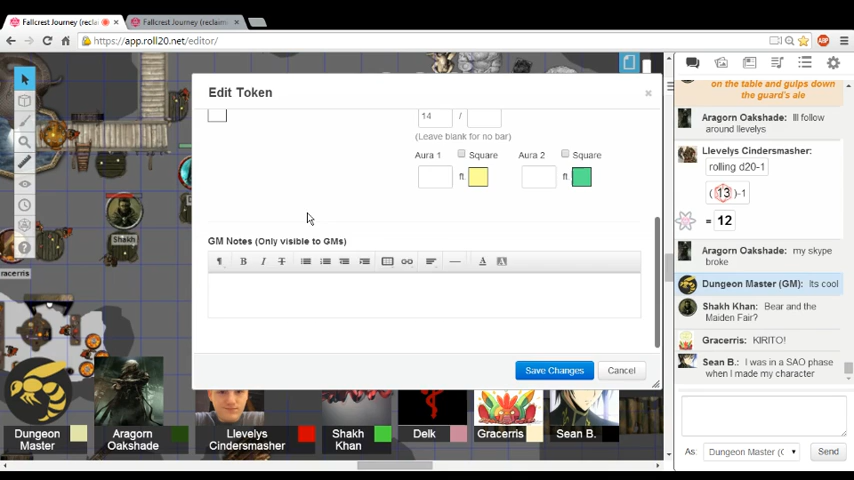 Fallcrest Journey (reclai
Fallcrest Journey (reclaim
https://app.roll20.net/editor/
ABP
Edit Token
14 /
(Leave blank for no bar)
Aura 1 Square Aura 2 Square
ft. ft.
GM Notes (Only visible to GMs)
B I T A A
Save Changes Cancel
Shakh
racerris
Dungeon
Master
Aragorn
Oakshade
Llevelys
Cindersmasher
Shakh
Khan
Delk
Gracerris
Sean B.
on the table and gulps down
the guard's ale
Aragorn Oakshade: Ill follow
around llevelys
Llevelys Cindersmasher:
rolling d20-1
(13)-1
= 12
Aragorn Oakshade: my skype
broke
Dungeon Master (GM): Its cool
Shakh Khan: Bear and the
Maiden Fair?
Gracerris: KIRITO!
Sean B.: I was in a SAO phase
when I made my character
As: Dungeon Master (G Send